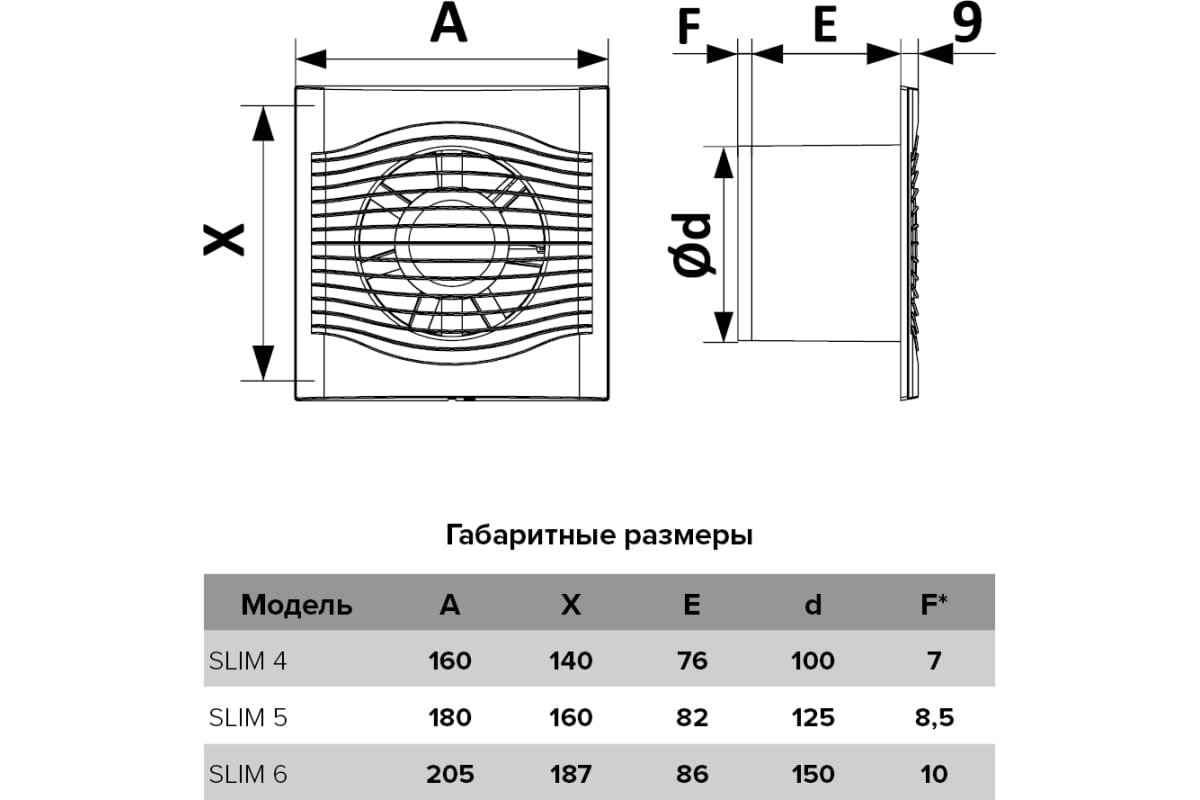 A
F E 9
X
Ød
Габаритные размеры
Модель A X E d F*
SLIM 4 160 140 76 100 7
SLIM 5 180 160 82 125 8,5
SLIM 6 205 187 86 150 10